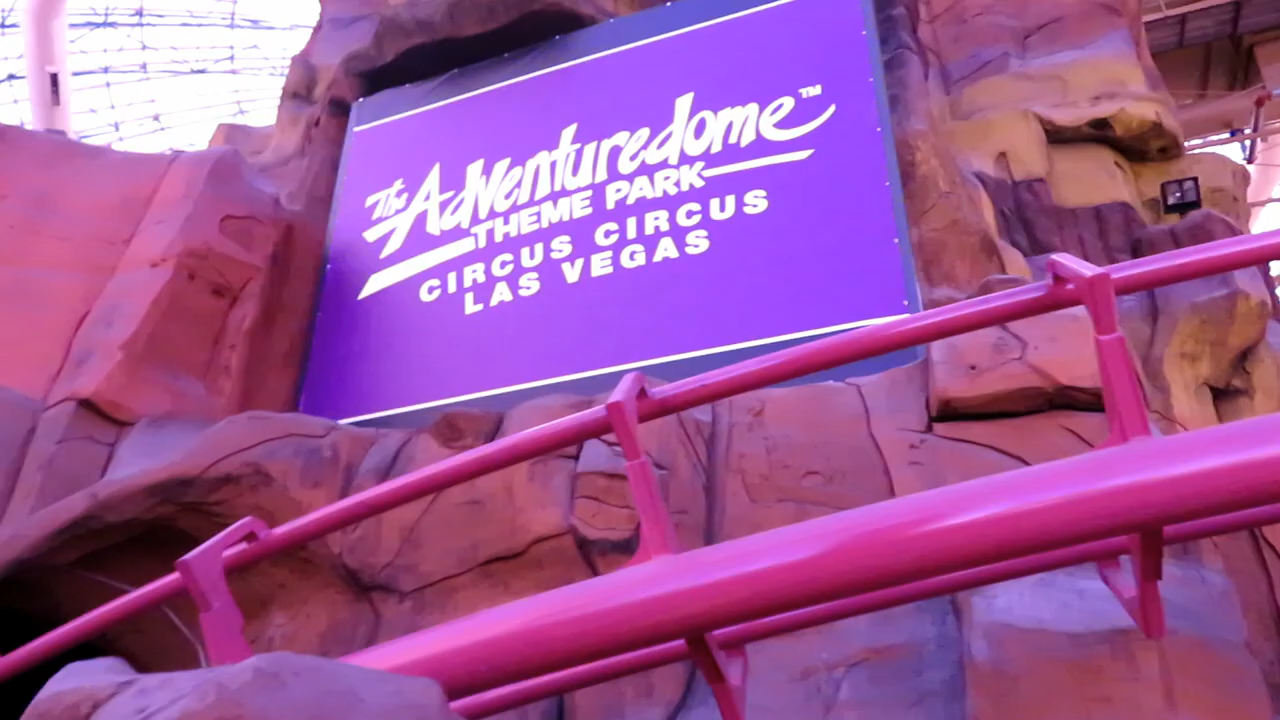 The Adventuredome™
THEME PARK
CIRCUS CIRCUS
LAS VEGAS